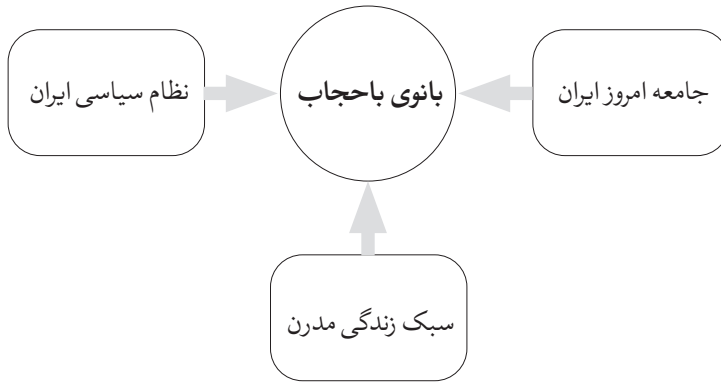 جامعه امروز ایران
بانوی باحجاب
نظام سیاسی ایران
سبک زندگی مدرن